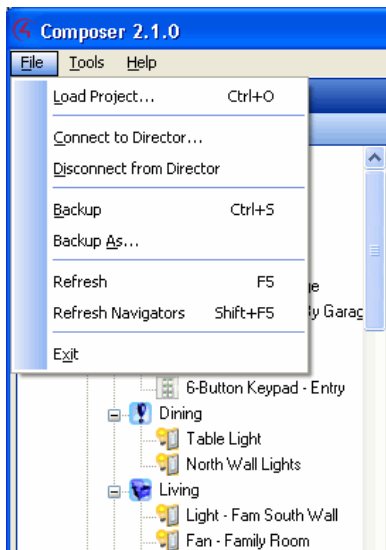 Composer 2.1.0
File Tools Help
Load Project... Ctrl+O
Connect to Director...
Disconnect from Director
Backup Ctrl+S
Backup As...
Refresh F5
Refresh Navigators Shift+F5
By Garag
Exit
6-Button Keypad - Entry
Dining
Table Light
North Wall Lights
Living
Light - Fam South Wall
Fan - Family Room